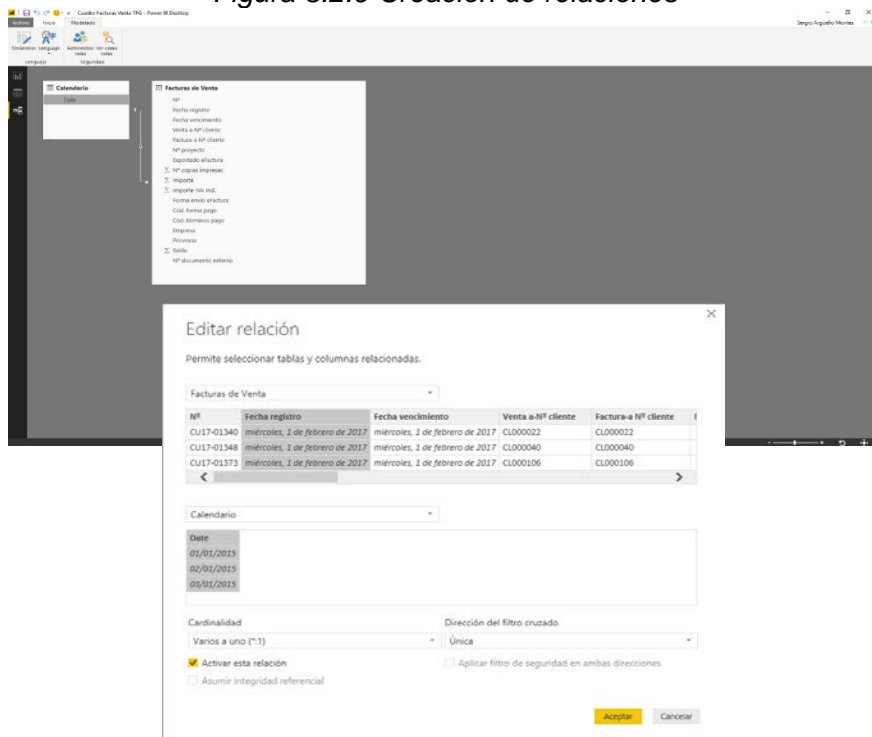 Figura 3.2.6 Creación de relaciones
Cuadro Facturas Venta TFG - Power BI Desktop
Sergio Argüello Montes
Archivo Inicio Modelado
Sinónimos Lenguaje Administrar roles Ver como roles
Lenguaje Seguridad
Calendario
Date
Facturas de Venta
Nº
Fecha registro
Fecha vencimiento
Venta a-Nº cliente
Factura-a Nº cliente
Nº proyecto
Exportado eFactura
Nº copias impresas
Importe
Importe IVA incl.
Forma envío eFactura
Cód. forma pago
Cód. términos pago
Empresa
Provincia
Saldo
Nº documento externo
Editar relación
Permite seleccionar tablas y columnas relacionadas.
Facturas de Venta
Nº Fecha registro Fecha vencimiento Venta a-Nº cliente Factura-a Nº cliente
CU17-01340 miércoles, 1 de febrero de 2017 miércoles, 1 de febrero de 2017 CL000022 CL000022
CU17-01348 miércoles, 1 de febrero de 2017 miércoles, 1 de febrero de 2017 CL000040 CL000040
CU17-01373 miércoles, 1 de febrero de 2017 miércoles, 1 de febrero de 2017 CL000106 CL000106
Calendario
Date
01/01/2015
02/01/2015
03/01/2015
Cardinalidad Dirección del filtro cruzado
Varios a uno (*:1) Única
Activar esta relación Aplicar filtro de seguridad en ambas direcciones
Asumir integridad referencial
Aceptar Cancelar